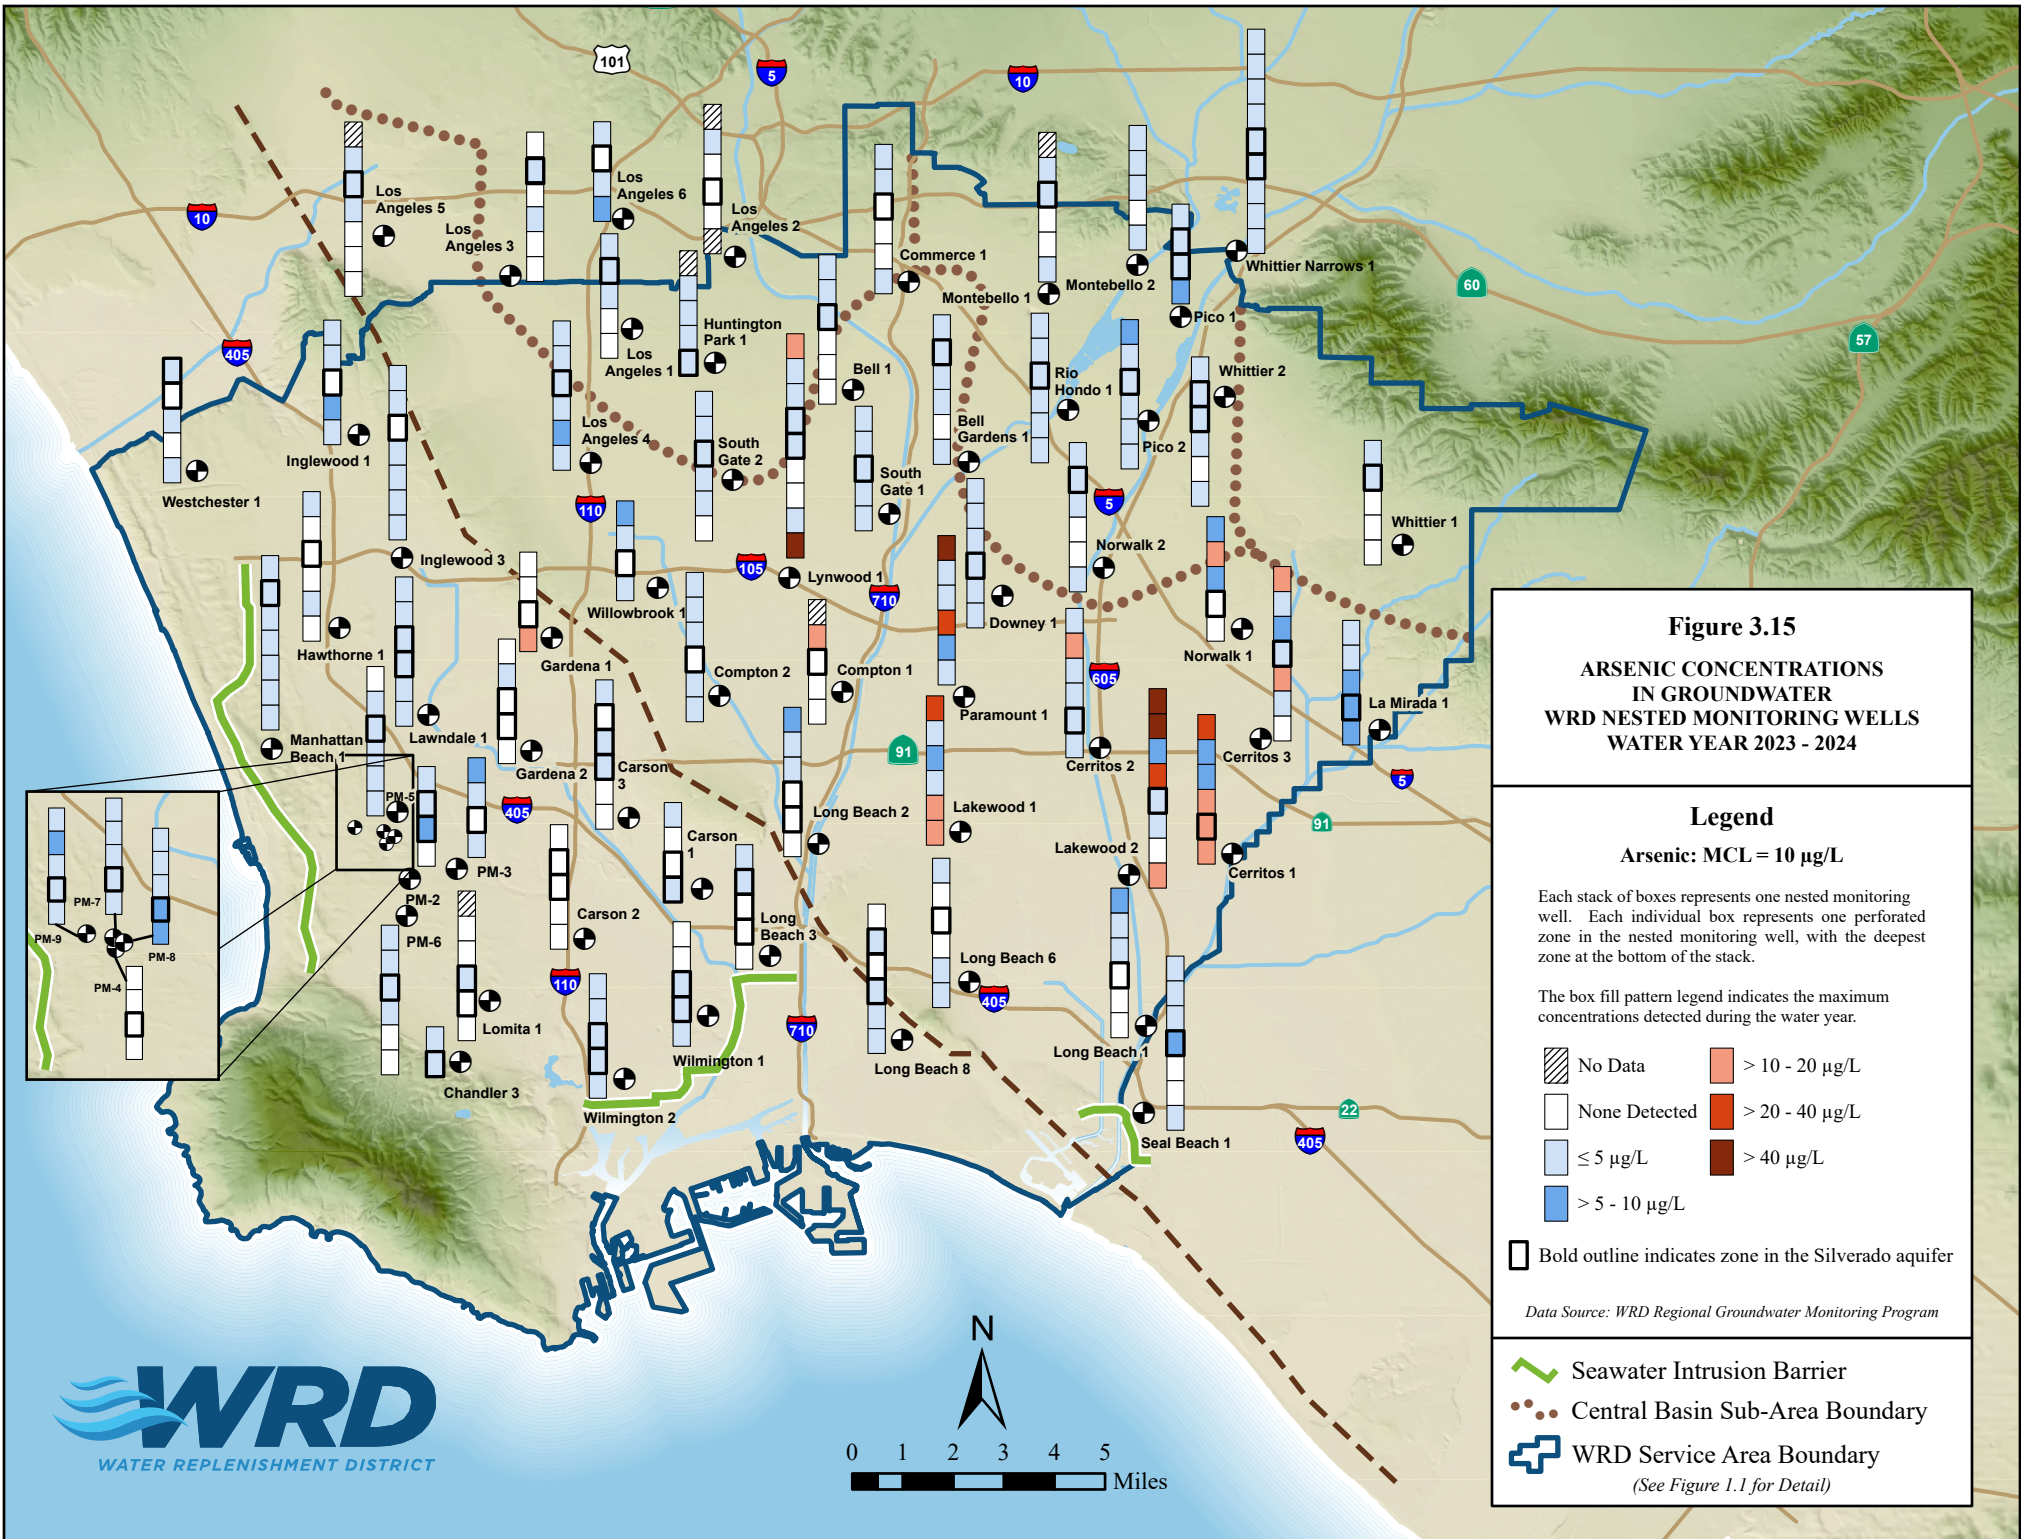 101
5
10
10
405
60
57
Los
Angeles 5
Los
Angeles 3
Los
Angeles 6
Los
Angeles 2
Commerce 1
Montebello 1
Montebello 2
Whittier Narrows 1
Pico 1
Huntington
Park 1
Los
Angeles 1
Bell 1
Rio
Hondo 1
Whittier 2
Los
Angeles 4
South
Gate 2
Bell
Gardens 1
Pico 2
Inglewood 1
Westchester 1
South
Gate 1
110
5
Whittier 1
Inglewood 3
Willowbrook 1
105
Lynwood 1
710
Norwalk 2
Downey 1
Hawthorne 1
Gardena 1
Compton 2
Compton 1
Norwalk 1
605
Paramount 1
La Mirada 1
Manhattan
Beach 1
Lawndale 1
Gardena 2
Carson
3
91
Cerritos 2
Cerritos 3
5
PM-5
405
Long Beach 2
Lakewood 1
91
PM-3
Carson
1
Lakewood 2
Cerritos 1
PM-2
PM-7
PM-9
PM-8
PM-4
PM-6
Carson 2
Long
Beach 3
Long Beach 6
110
405
Lomita 1
710
Wilmington 1
Long Beach 8
Long Beach 1
Chandler 3
Wilmington 2
22
405
Seal Beach 1
Figure 3.15
ARSENIC CONCENTRATIONS
IN GROUNDWATER
WRD NESTED MONITORING WELLS
WATER YEAR 2023 - 2024
Legend
Arsenic: MCL = 10 µg/L
Each stack of boxes represents one nested monitoring
well. Each individual box represents one perforated
zone in the nested monitoring well, with the deepest
zone at the bottom of the stack.
The box fill pattern legend indicates the maximum
concentrations detected during the water year.
No Data
> 10 - 20 µg/L
None Detected
> 20 - 40 µg/L
≤ 5 µg/L
> 40 µg/L
> 5 - 10 µg/L
Bold outline indicates zone in the Silverado aquifer
Data Source: WRD Regional Groundwater Monitoring Program
Seawater Intrusion Barrier
Central Basin Sub-Area Boundary
WRD Service Area Boundary
(See Figure 1.1 for Detail)
N
0 1 2 3 4 5
Miles
WRD
WATER REPLENISHMENT DISTRICT